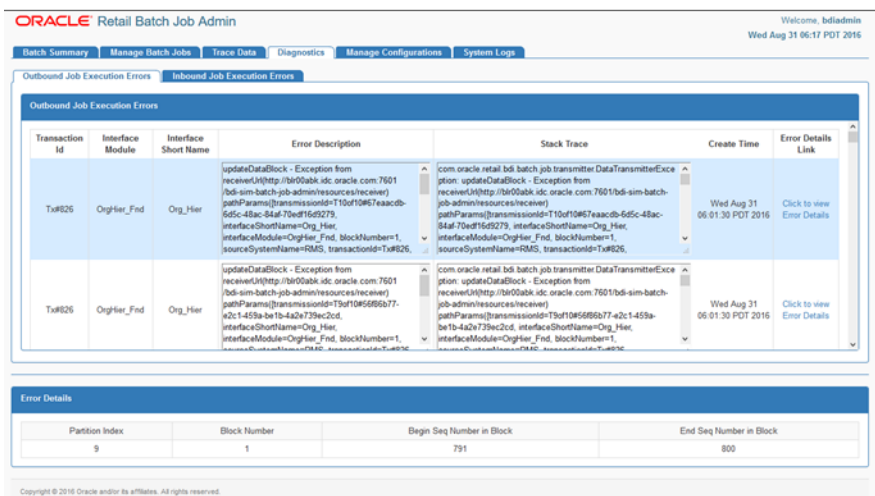 ORACLE Retail Batch Job Admin
Welcome, bdiadmin
Wed Aug 31 06:17 PDT 2016
Batch Summary Manage Batch Jobs Trace Data Diagnostics Manage Configurations System Logs
Outbound Job Execution Errors Inbound Job Execution Errors
Outbound Job Execution Errors
Transaction Id Interface Module Interface Short Name Error Description Stack Trace Create Time Error Details Link
Tx#826 OrgHier_Fnd Org_Hier
updateDataBlock - Exception from
receiverUrl(http://blr00abk.idc.oracle.com:7601
/bdi-sim-batch-job-admin/resources/receiver)
pathParams([transmissionId=T10of10#67eaacdb-
6d5c-48ac-84af-70edf16d9279,
interfaceShortName=Org_Hier,
interfaceModule=OrgHier_Fnd, blockNumber=1,
sourceSystemName=RMS, transactionId=Tx#826,
com.oracle.retail.bdi.batch.job.transmitter.DataTransmitterExce
ption: updateDataBlock - Exception from
receiverUrl(http://blr00abk.idc.oracle.com:7601/bdi-sim-batch-
job-admin/resources/receiver)
pathParams([transmissionId=T10of10#67eaacdb-6d5c-48ac-
84af-70edf16d9279, interfaceShortName=Org_Hier,
interfaceModule=OrgHier_Fnd, blockNumber=1,
sourceSystemName=RMS, transactionId=Tx#826,
Wed Aug 31
06:01:30 PDT 2016
Click to view
Error Details
Tx#826 OrgHier_Fnd Org_Hier
updateDataBlock - Exception from
receiverUrl(http://blr00abk.idc.oracle.com:7601
/bdi-sim-batch-job-admin/resources/receiver)
pathParams([transmissionId=T9of10#56f86b77-
e2c1-459a-be1b-4a2e739ec2cd,
interfaceShortName=Org_Hier,
interfaceModule=OrgHier_Fnd, blockNumber=1,
sourceSystemName=RMS, transactionId=Tx#826
com.oracle.retail.bdi.batch.job.transmitter.DataTransmitterExce
ption: updateDataBlock - Exception from
receiverUrl(http://blr00abk.idc.oracle.com:7601/bdi-sim-batch-
job-admin/resources/receiver)
pathParams([transmissionId=T9of10#56f86b77-e2c1-459a-
be1b-4a2e739ec2cd, interfaceShortName=Org_Hier,
interfaceModule=OrgHier_Fnd, blockNumber=1,
sourceSystemName=RMS, transactionId=Tx#826
Wed Aug 31
06:01:30 PDT 2016
Click to view
Error Details
Error Details
Partition Index Block Number Begin Seq Number in Block End Seq Number in Block
9 1 791 800
Copyright © 2016 Oracle and/or its affiliates. All rights reserved.